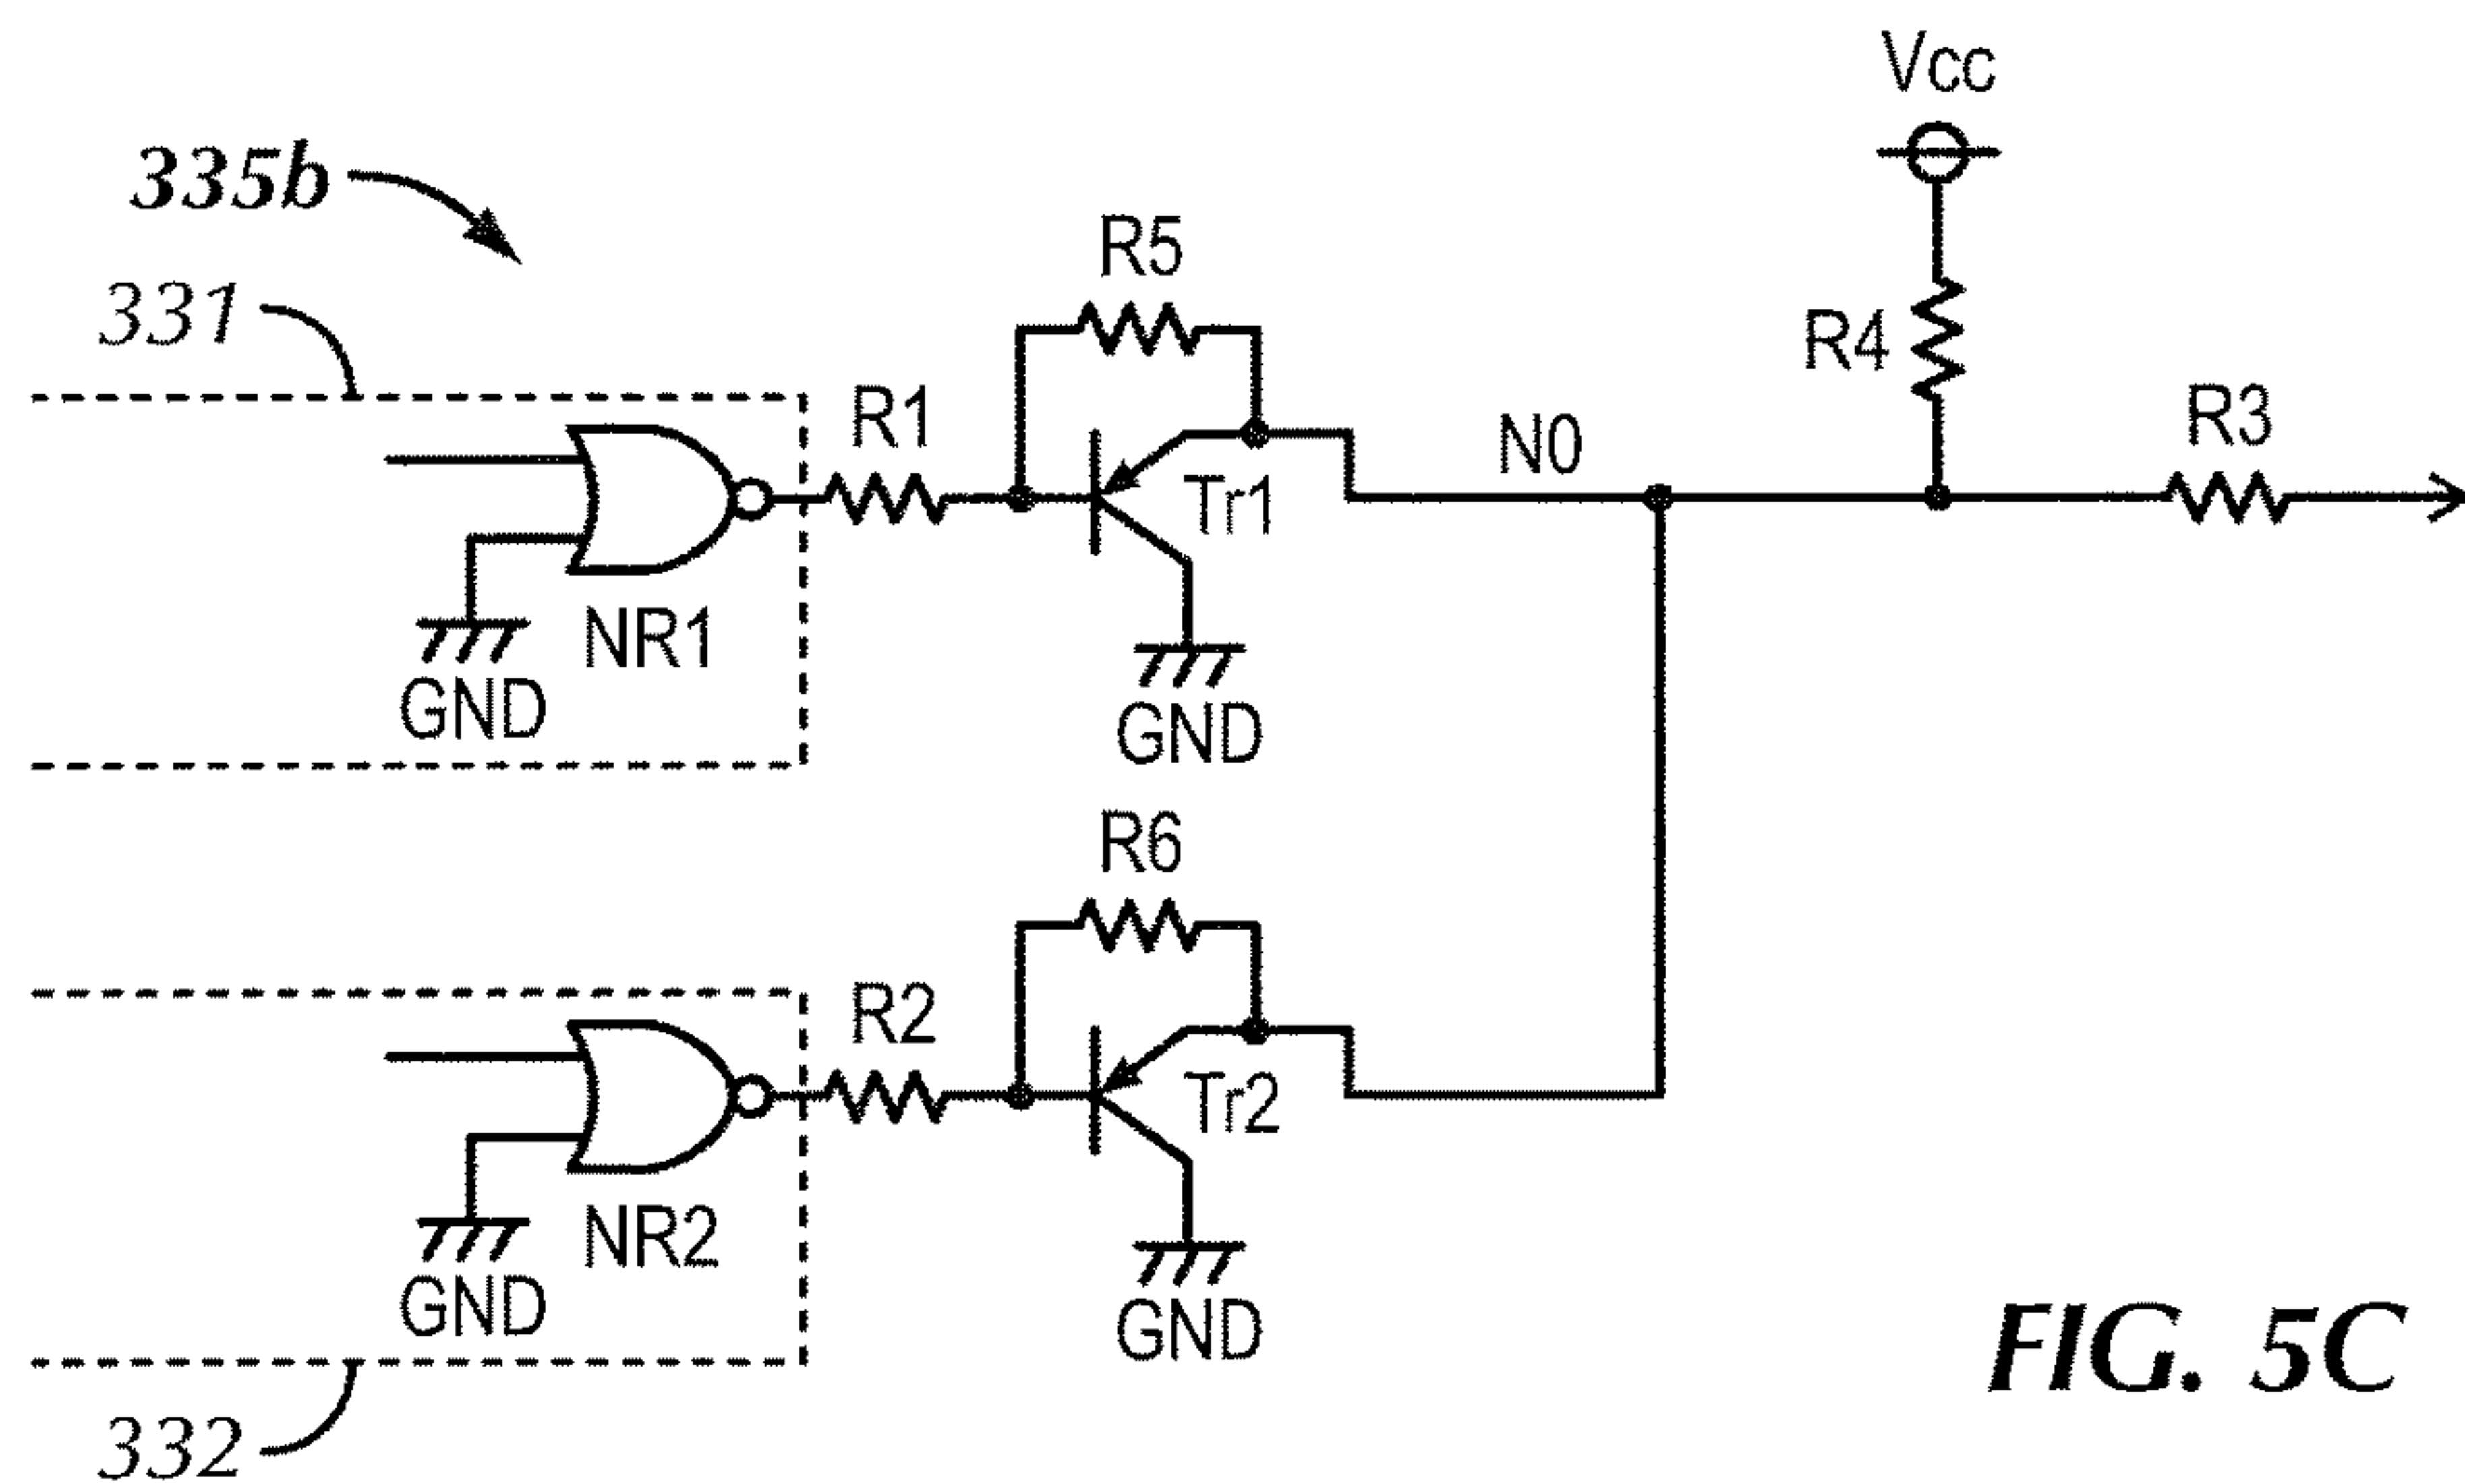 Vcc
335b
R5
331
R4
R1
R3
N0
Tr1
NR1
GND
GND
R6
R2
Tr2
NR2
GND
GND
FIG. 5C
332